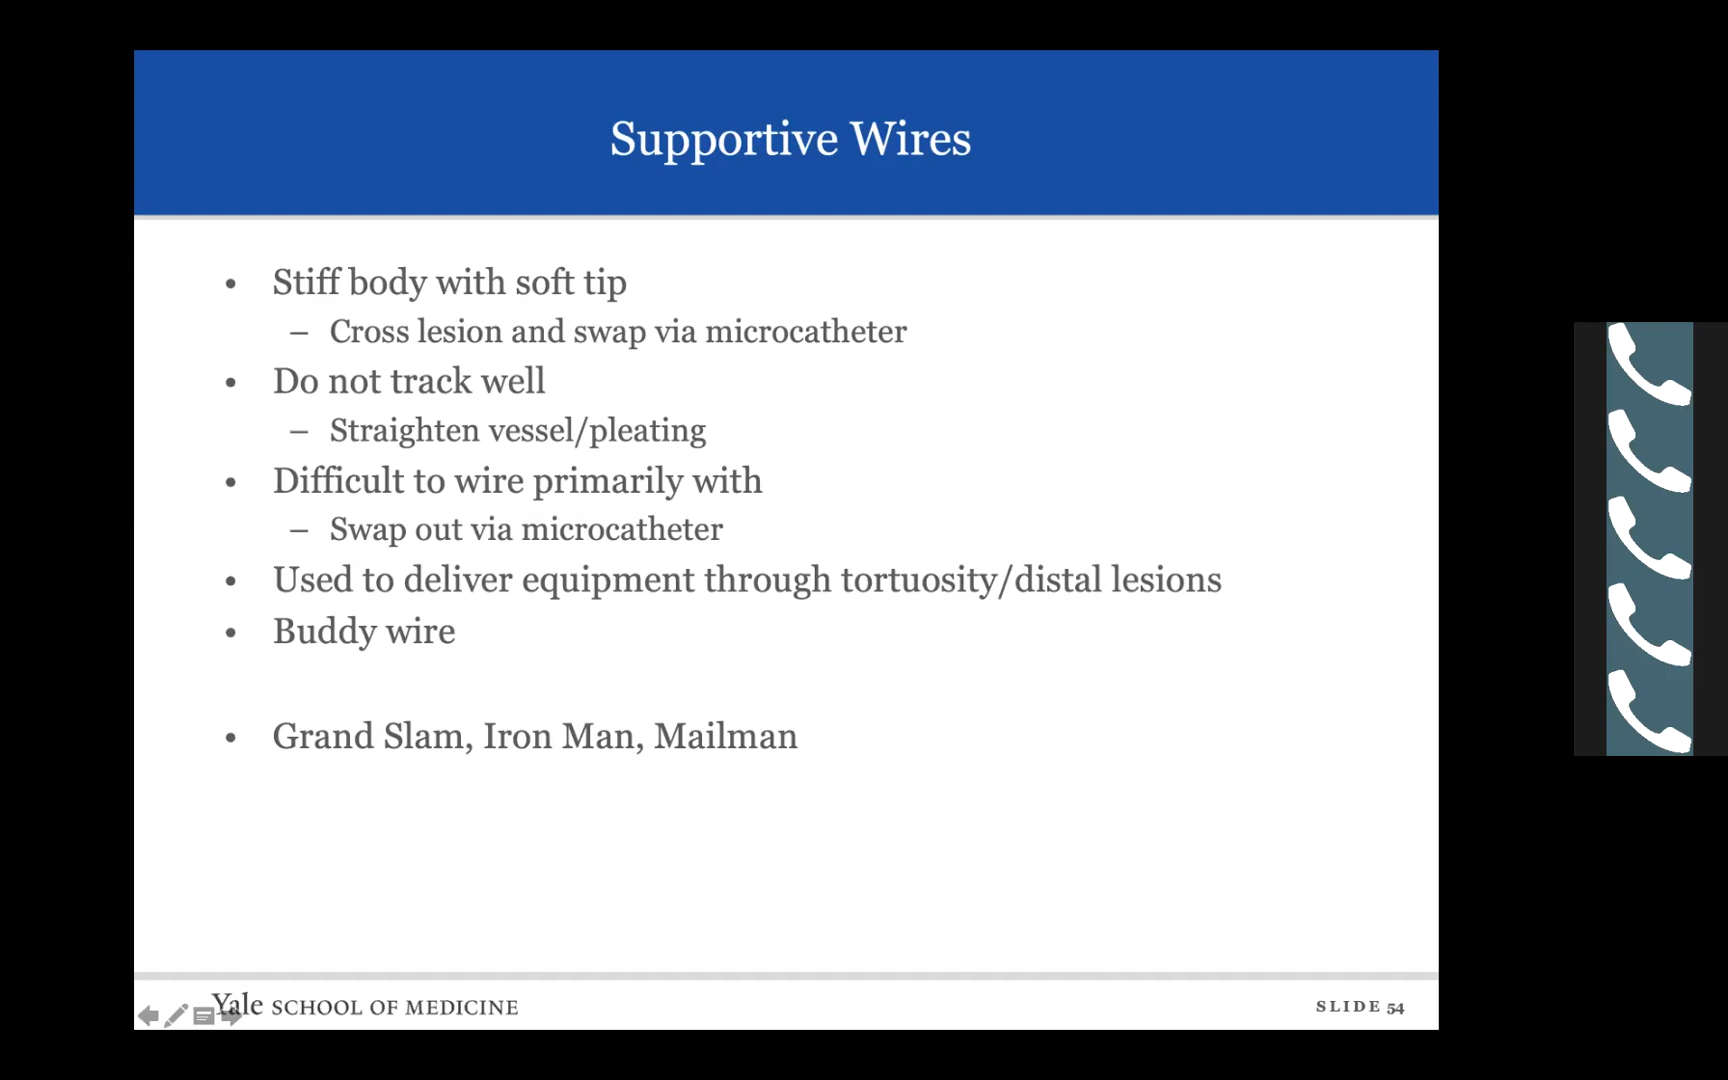 Supportive Wires
• Stiff body with soft tip
– Cross lesion and swap via microcatheter
• Do not track well
– Straighten vessel/pleating
• Difficult to wire primarily with
– Swap out via microcatheter
• Used to deliver equipment through tortuosity/distal lesions
• Buddy wire
• Grand Slam, Iron Man, Mailman
Yale SCHOOL OF MEDICINE
SLIDE 54